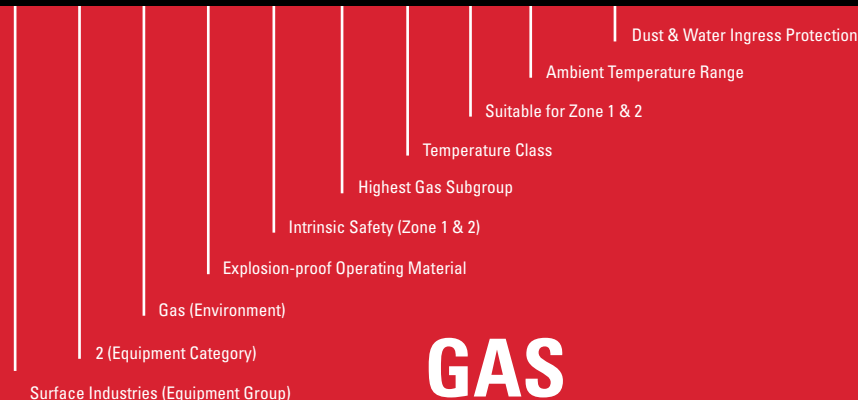 Dust & Water Ingress Protection
Ambient Temperature Range
Suitable for Zone 1 & 2
Temperature Class
Highest Gas Subgroup
Intrinsic Safety (Zone 1 & 2)
Explosion-proof Operating Material
Gas (Environment)
2 (Equipment Category)
Surface Industries (Equipment Group)
GAS